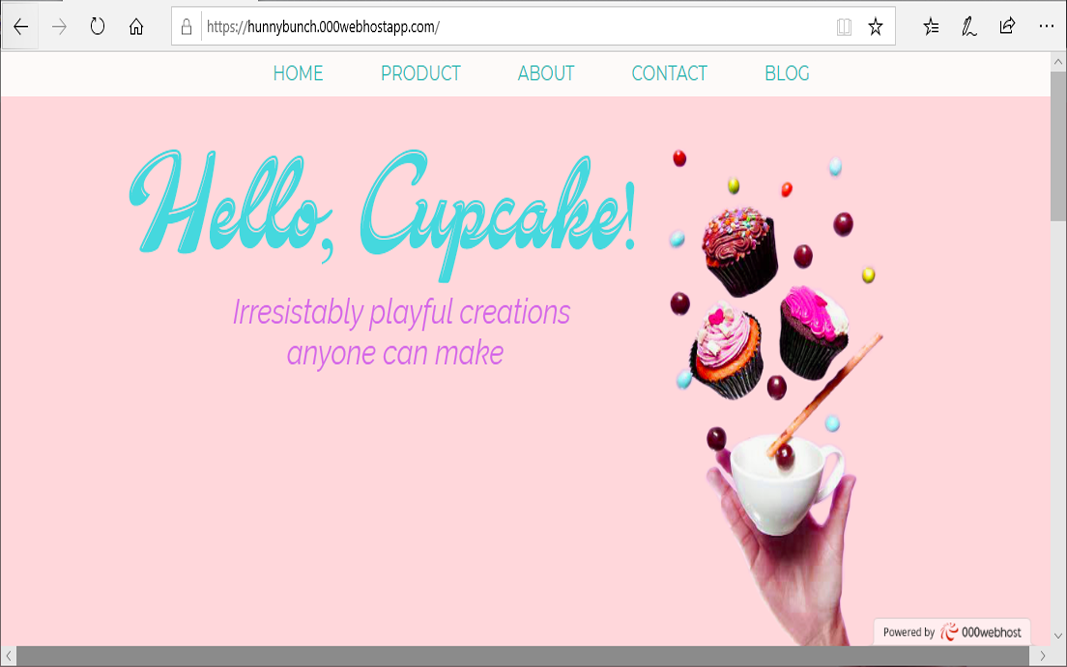 https://hunnybunch.000webhostapp.com/
HOME PRODUCT ABOUT CONTACT BLOG
Hello, Cupcake!
Irresistably playful creations
anyone can make
Powered by 000webhost